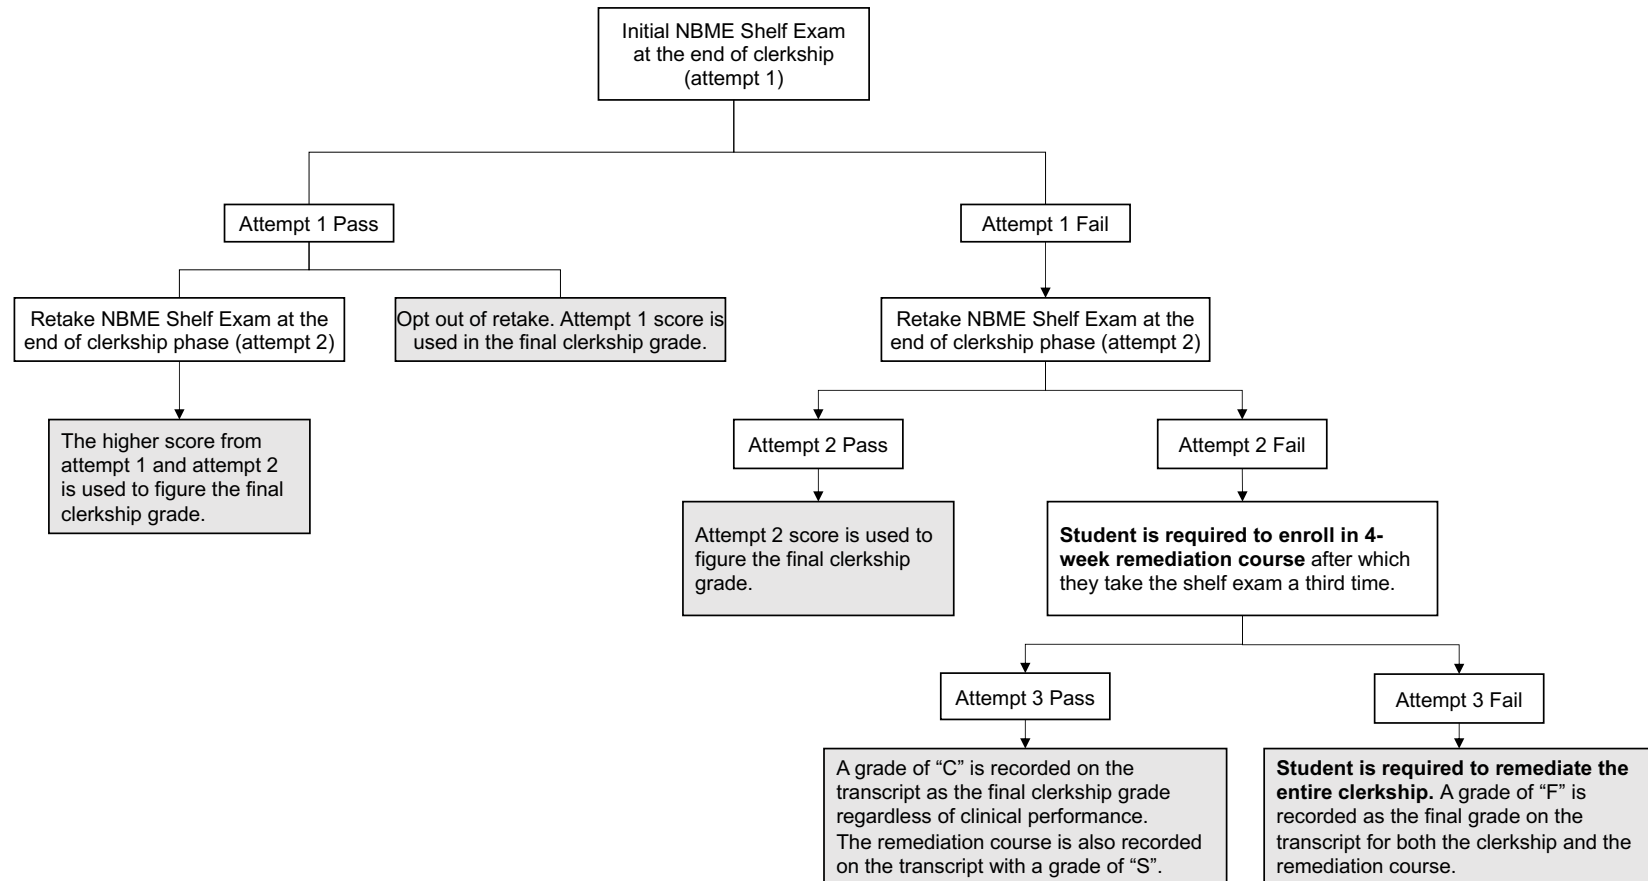 Initial NBME Shelf Exam
at the end of clerkship
(attempt 1)
Attempt 1 Pass
Attempt 1 Fail
Retake NBME Shelf Exam at the
end of clerkship phase (attempt 2)
Opt out of retake. Attempt 1 score is
used in the final clerkship grade.
Retake NBME Shelf Exam at the
end of clerkship phase (attempt 2)
The higher score from
attempt 1 and attempt 2
is used to figure the final
clerkship grade.
Attempt 2 Pass
Attempt 2 Fail
Attempt 2 score is used to
figure the final clerkship
grade.
Student is required to enroll in 4-
week remediation course after which
they take the shelf exam a third time.
Attempt 3 Pass
Attempt 3 Fail
A grade of “C” is recorded on the
transcript as the final clerkship grade
regardless of clinical performance.
The remediation course is also recorded
on the transcript with a grade of “S”.
Student is required to remediate the
entire clerkship. A grade of “F” is
recorded as the final grade on the
transcript for both the clerkship and the
remediation course.